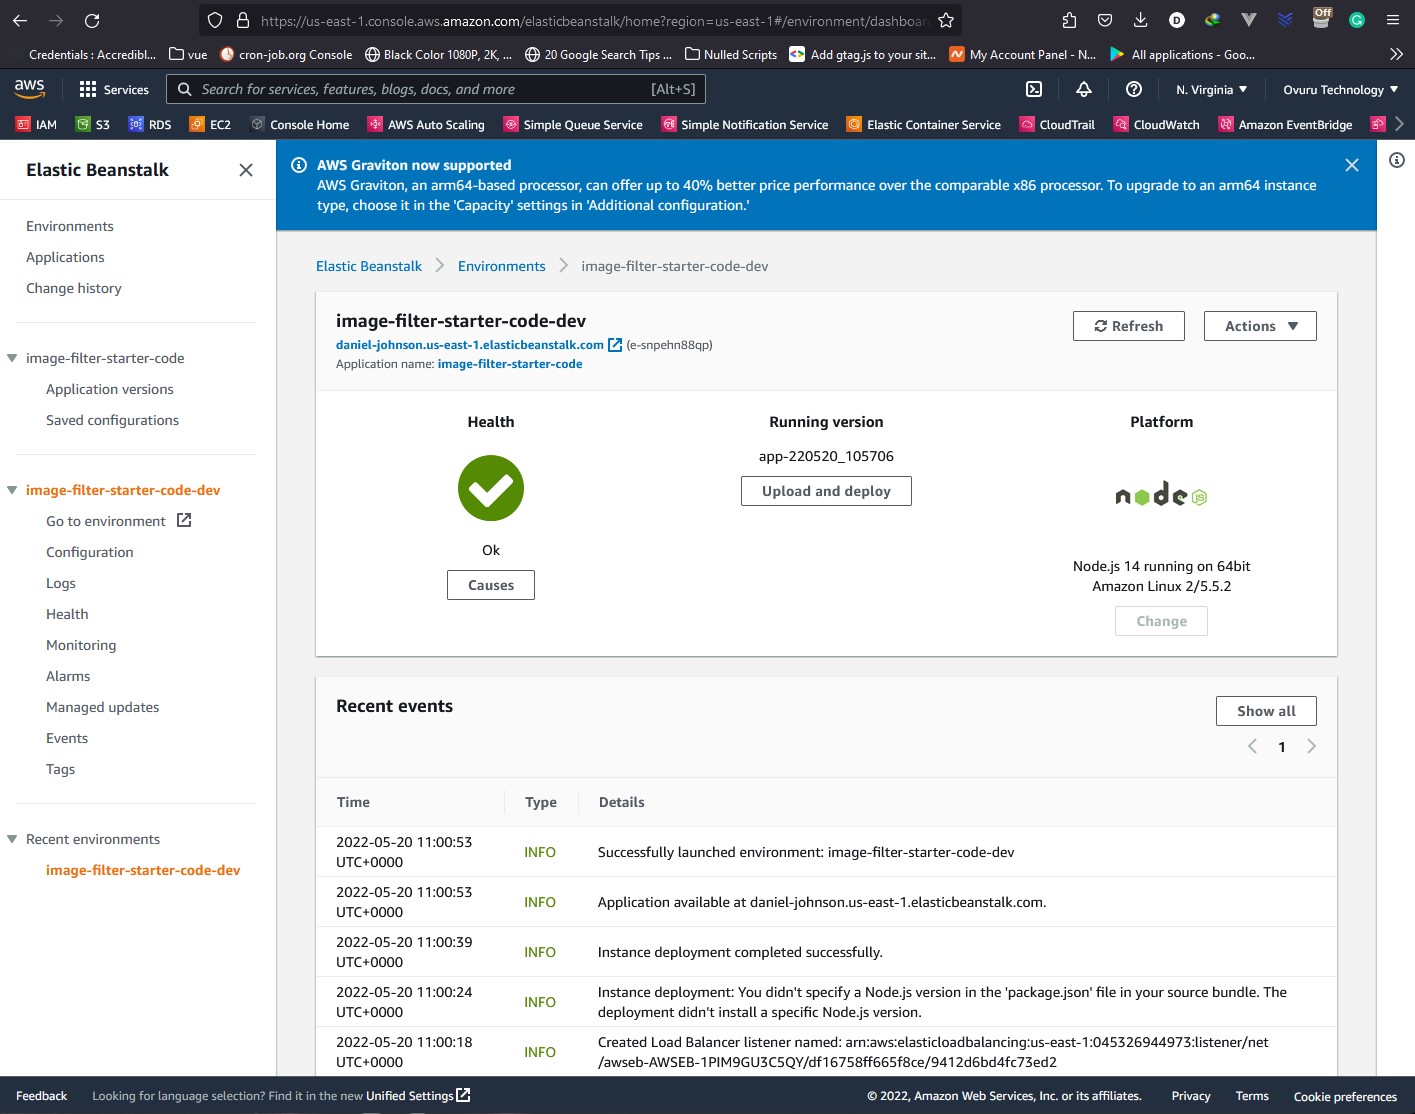 https://us-east-1.console.aws.amazon.com/elasticbeanstalk/home?region=us-east-1#/environment/dashboar
Off
Credentials : Accredibl... vue cron-job.org Console Black Color 1080P, 2K, ... 20 Google Search Tips ... Nulled Scripts Add gtag.js to your sit... My Account Panel - N... All applications - Goo...
aws Services Search for services, features, blogs, docs, and more [Alt+S] N. Virginia Ovuru Technology
IAM S3 RDS EC2 Console Home AWS Auto Scaling Simple Queue Service Simple Notification Service Elastic Container Service CloudTrail CloudWatch Amazon EventBridge
Elastic Beanstalk
Environments
Applications
Change history
image-filter-starter-code
Application versions
Saved configurations
image-filter-starter-code-dev
Go to environment
Configuration
Logs
Health
Monitoring
Alarms
Managed updates
Events
Tags
Recent environments
image-filter-starter-code-dev
AWS Graviton now supported
AWS Graviton, an arm64-based processor, can offer up to 40% better price performance over the comparable x86 processor. To upgrade to an arm64 instance
type, choose it in the 'Capacity' settings in 'Additional configuration.'
Elastic Beanstalk Environments image-filter-starter-code-dev
image-filter-starter-code-dev
daniel-johnson.us-east-1.elasticbeanstalk.com (e-snpehn88qp)
Application name: image-filter-starter-code
Refresh Actions
Health
Ok
Causes
Running version
app-220520_105706
Upload and deploy
Platform
node JS
Node.js 14 running on 64bit
Amazon Linux 2/5.5.2
Change
Recent events
Show all
1
Time Type Details
2022-05-20 11:00:53
UTC+0000
INFO
Successfully launched environment: image-filter-starter-code-dev
2022-05-20 11:00:53
UTC+0000
INFO
Application available at daniel-johnson.us-east-1.elasticbeanstalk.com.
2022-05-20 11:00:39
UTC+0000
INFO
Instance deployment completed successfully.
2022-05-20 11:00:24
UTC+0000
INFO
Instance deployment: You didn't specify a Node.js version in the 'package.json' file in your source bundle. The
deployment didn't install a specific Node.js version.
2022-05-20 11:00:18
UTC+0000
INFO
Created Load Balancer listener named: arn:aws:elasticloadbalancing:us-east-1:045326944973:listener/net
/awseb-AWSEB-1PIM9GU3C5QY/df16758ff665f8ce/9412d6bd4fc73ed2
Feedback Looking for language selection? Find it in the new Unified Settings © 2022, Amazon Web Services, Inc. or its affiliates. Privacy Terms Cookie preferences